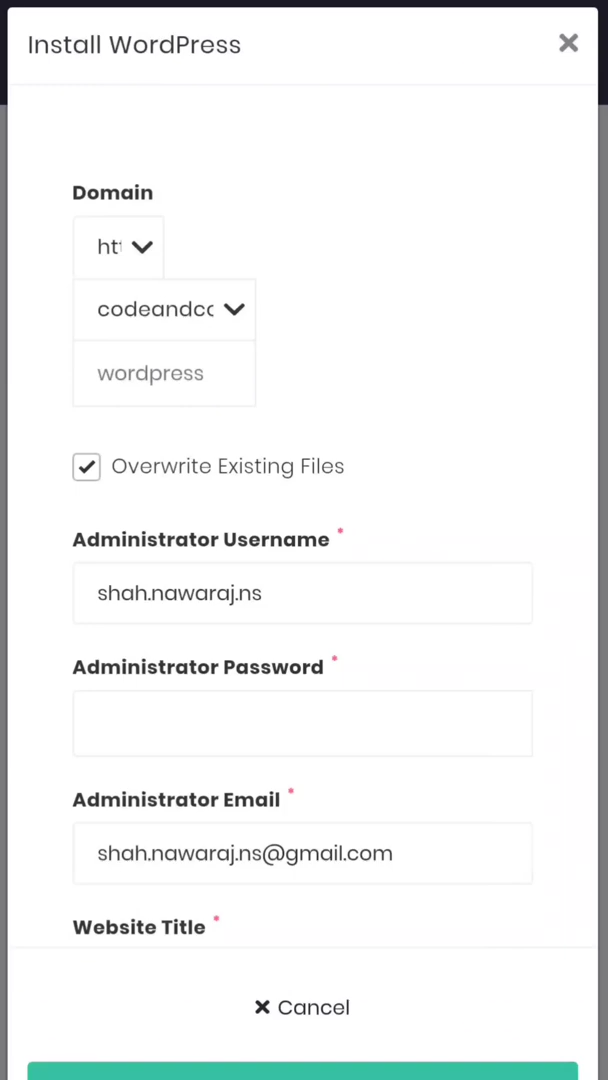 Install WordPress
Domain
codeandcc
wordpress
Overwrite Existing Files
Administrator Username *
shah.nawaraj.ns
Administrator Password *
Administrator Email *
shah.nawaraj.ns@gmail.com
Website Title *
Cancel